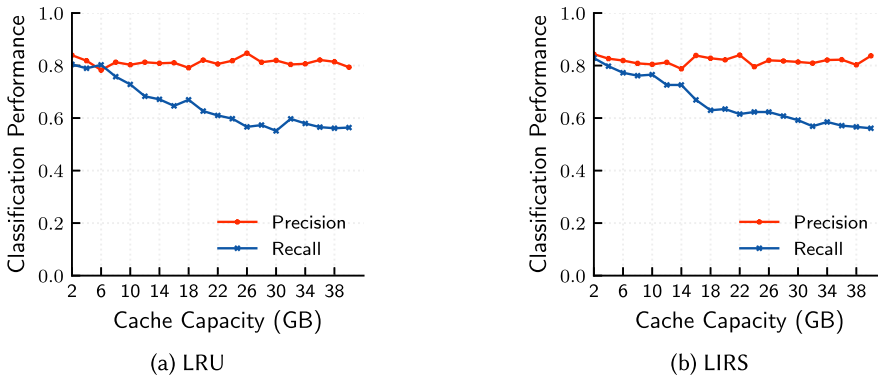 Classification Performance
1.0
0.8
0.6
0.4
0.2
0.0
Precision
Recall
2 6 10 14 18 22 26 30 34 38
Cache Capacity (GB)
(a) LRU
Classification Performance
1.0
0.8
0.6
0.4
0.2
0.0
Precision
Recall
2 6 10 14 18 22 26 30 34 38
Cache Capacity (GB)
(b) LIRS